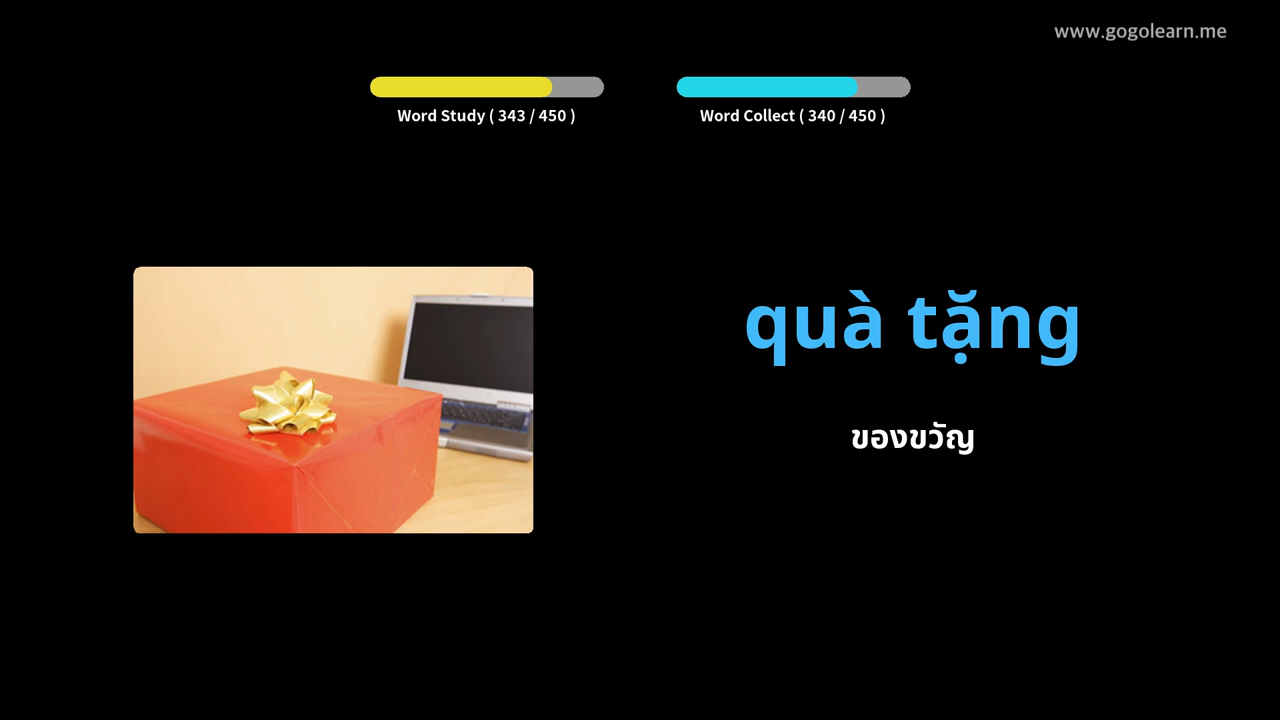 www.gogolearn.me
Word Study ( 343 / 450 )
Word Collect ( 340 / 450 )
quà tặng
ของขวัญ